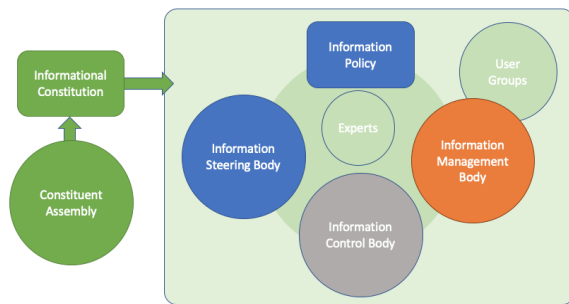 Informational
Constitution
Constituent
Assembly
Information
Policy
User
Groups
Experts
Information
Steering Body
Information
Management
Body
Information
Control Body